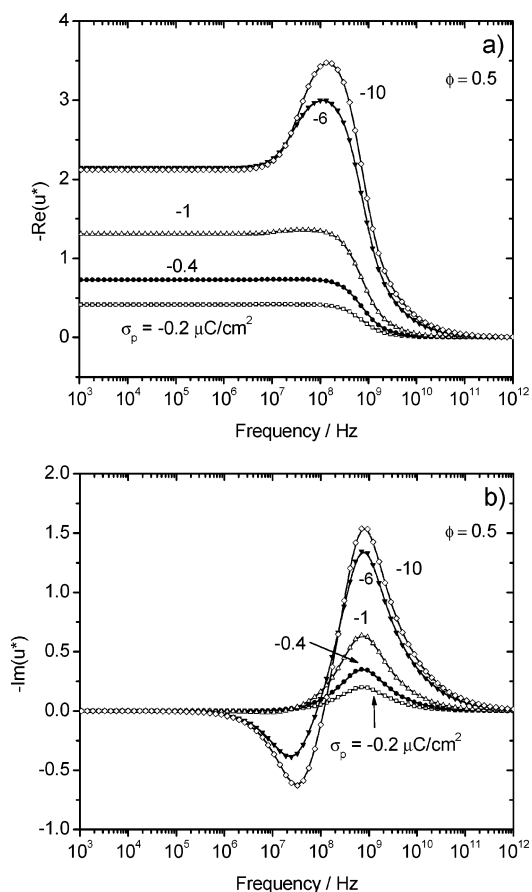 a)
ϕ = 0.5
4
3
2
1
0
-Re(u*)
-10
-6
-1
-0.4
σp = -0.2 μC/cm²
10³ 10⁴ 10⁵ 10⁶ 10⁷ 10⁸ 10⁹ 10¹⁰ 10¹¹ 10¹²
Frequency / Hz
b)
ϕ = 0.5
2.0
1.5
1.0
0.5
0.0
-0.5
-1.0
-Im(u*)
-10
-6
-1
-0.4
σp = -0.2 μC/cm²
10³ 10⁴ 10⁵ 10⁶ 10⁷ 10⁸ 10⁹ 10¹⁰ 10¹¹ 10¹²
Frequency / Hz